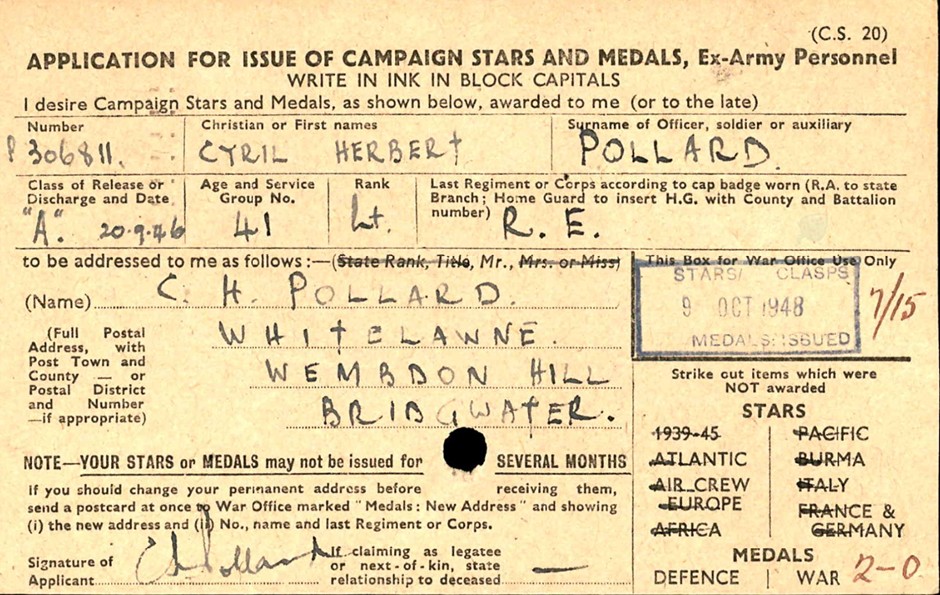 (C.S. 20)
APPLICATION FOR ISSUE OF CAMPAIGN STARS AND MEDALS, Ex-Army Personnel
WRITE IN INK IN BLOCK CAPITALS
I desire Campaign Stars and Medals, as shown below, awarded to me (or to the late)
Number
Christian or First names
Surname of Officer, soldier or auxiliary
P 306811.
CYRIL HERBERT
POLLARD
Class of Release or Discharge and Date
Age and Service Group No.
Rank
Last Regiment or Corps according to cap badge worn (R.A. to state Branch; Home Guard to insert H.G. with County and Battalion number)
"A". 20.9.46
41
Lt.
R. E.
to be addressed to me as follows:—(State Rank, Title, Mr., Mrs. or Miss)
(Name) C. H. POLLARD.
(Full Postal Address, with Post Town and County — or Postal District and Number —if appropriate)
WHITELAWNE.
WEMBDON HILL
BRIDGWATER.
This Box for War Office Use Only
STARS/ CLASPS
9 OCT 1948
MEDALS ISSUED
7/15
NOTE—YOUR STARS or MEDALS may not be issued for SEVERAL MONTHS
If you should change your permanent address before receiving them,
send a postcard at once to War Office marked "Medals: New Address" and showing
(i) the new address and (ii) No., name and last Regiment or Corps.
Signature of Applicant
C H Pollard
If claiming as legatee or next-of-kin, state relationship to deceased —
Strike out items which were
NOT awarded
STARS
1939-45
PACIFIC
ATLANTIC
BURMA
AIR CREW EUROPE
ITALY
AFRICA
FRANCE & GERMANY
MEDALS
DEFENCE | WAR 2-0